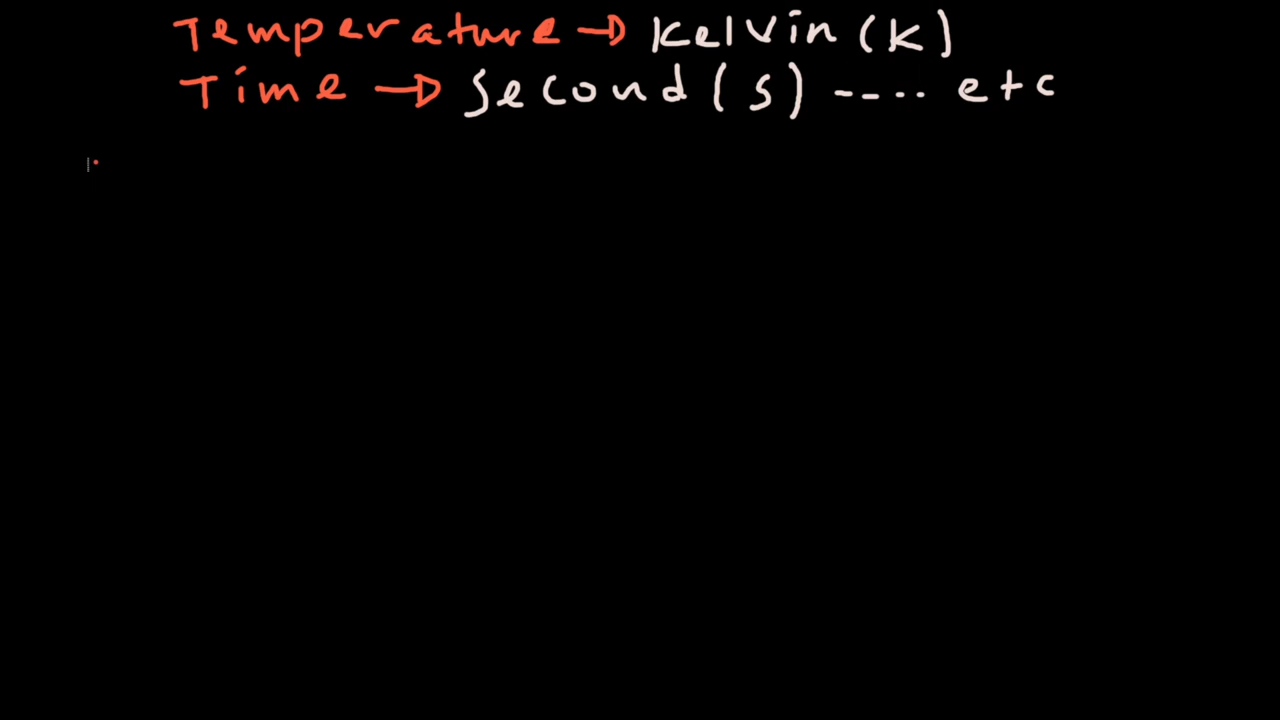 Temperature → Kelvin (K)
Time → Second (s) ---- etc